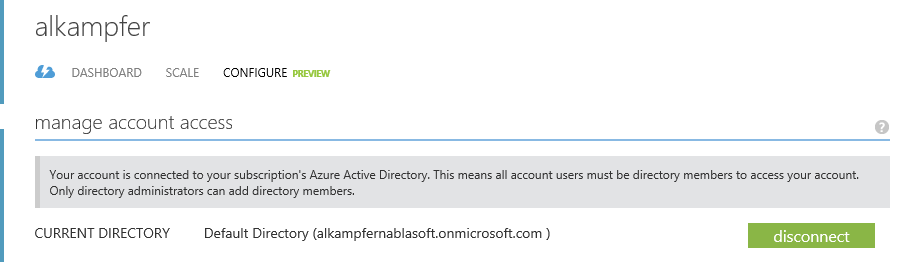 alkampfer
DASHBOARD SCALE CONFIGURE PREVIEW
manage account access
?
Your account is connected to your subscription's Azure Active Directory. This means all account users must be directory members to access your account.
Only directory administrators can add directory members.
CURRENT DIRECTORY Default Directory (alkampfernablasoft.onmicrosoft.com ) disconnect